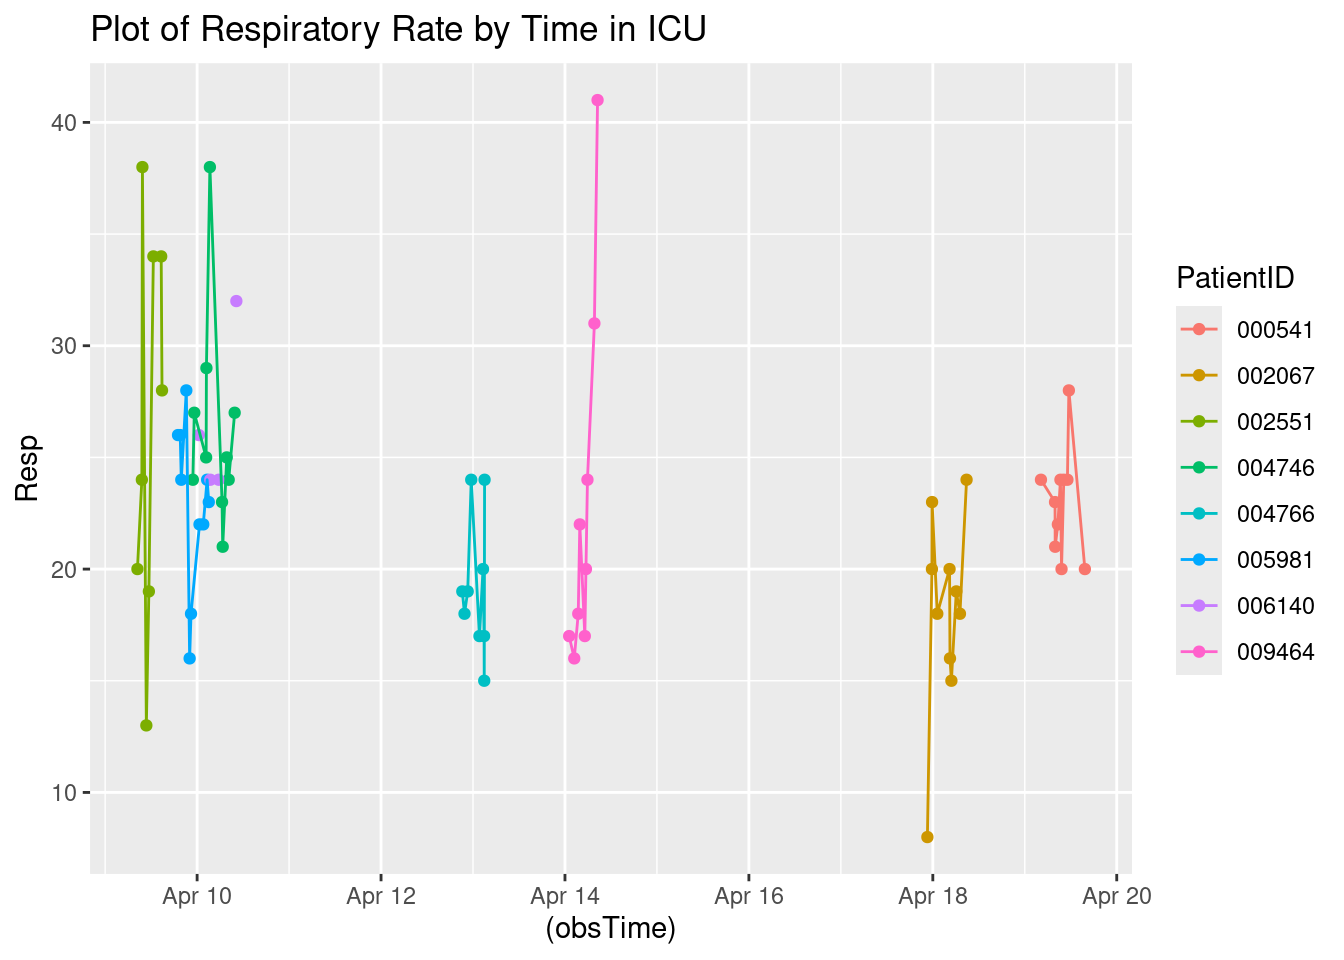 Plot of Respiratory Rate by Time in ICU
40
30
20
10
Resp
Apr 10 Apr 12 Apr 14 Apr 16 Apr 18 Apr 20
(obsTime)
PatientID
000541
002067
002551
004746
004766
005981
006140
009464